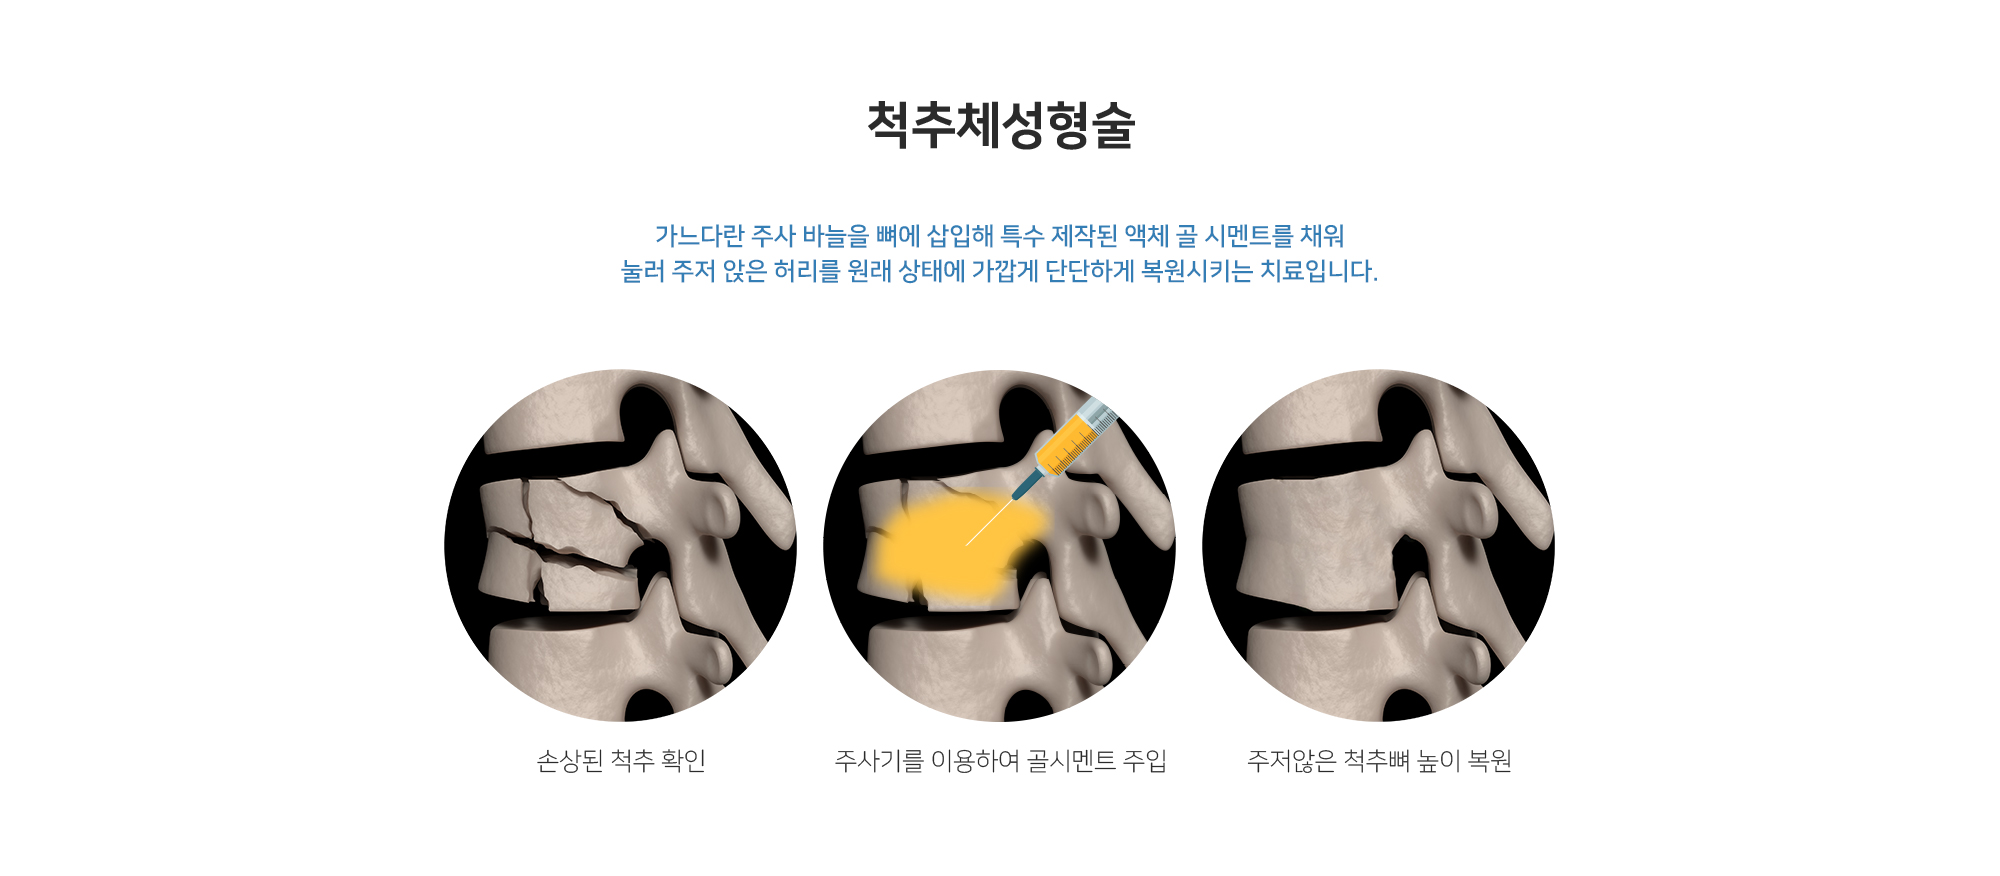 척추체성형술
가느다란 주사 바늘을 뼈에 삽입해 특수 제작된 액체 골 시멘트를 채워
눌러 주저 앉은 허리를 원래 상태에 가깝게 단단하게 복원시키는 치료입니다.
손상된 척추 확인
주사기를 이용하여 골시멘트 주입
주저않은 척추뼈 높이 복원